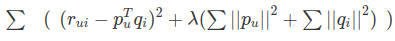 ∑ ( (r_{ui} − p_u^T q_i)^2 + λ(∑ ||p_u||^2 + ∑ ||q_i||^2) )